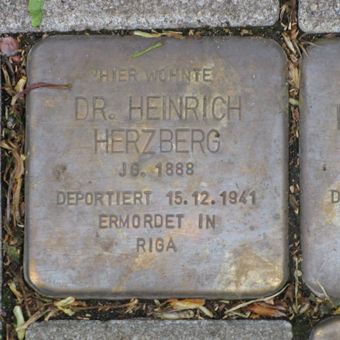 HIER WOHNTE
DR. HEINRICH
HERZBERG
JG. 1888
DEPORTIERT 15.12.1941
ERMORDET IN
RIGA